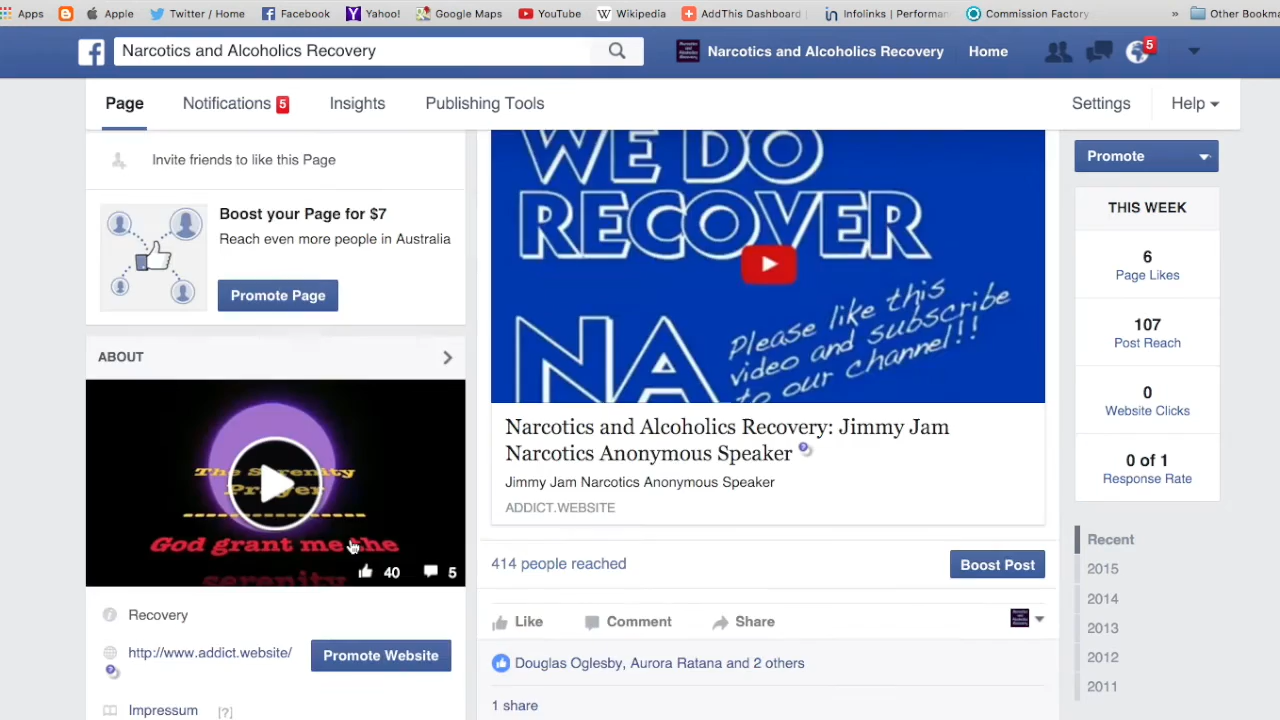 Apps
Apple
Twitter / Home
Facebook
Yahoo!
Google Maps
YouTube
Wikipedia
AddThis Dashboard
Infolinks | Performan
Commission Factory
»
Other Bookm
Narcotics and Alcoholics Recovery
Narcotics and Alcoholics Recovery
Home
5
Page
Notifications 5
Insights
Publishing Tools
Settings
Help
Invite friends to like this Page
Boost your Page for $7
Reach even more people in Australia
Promote Page
ABOUT
The Serenity
Prayer
God grant me the
serenity
40
5
Recovery
http://www.addict.website/
Promote Website
Impressum [?]
WE DO
RECOVER
NA
Please like this
video and subscribe
to our channel!!
Narcotics and Alcoholics Recovery: Jimmy Jam
Narcotics Anonymous Speaker
Jimmy Jam Narcotics Anonymous Speaker
ADDICT.WEBSITE
414 people reached
Boost Post
Like
Comment
Share
Douglas Oglesby, Aurora Ratana and 2 others
1 share
Promote
THIS WEEK
6
Page Likes
107
Post Reach
0
Website Clicks
0 of 1
Response Rate
Recent
2015
2014
2013
2012
2011